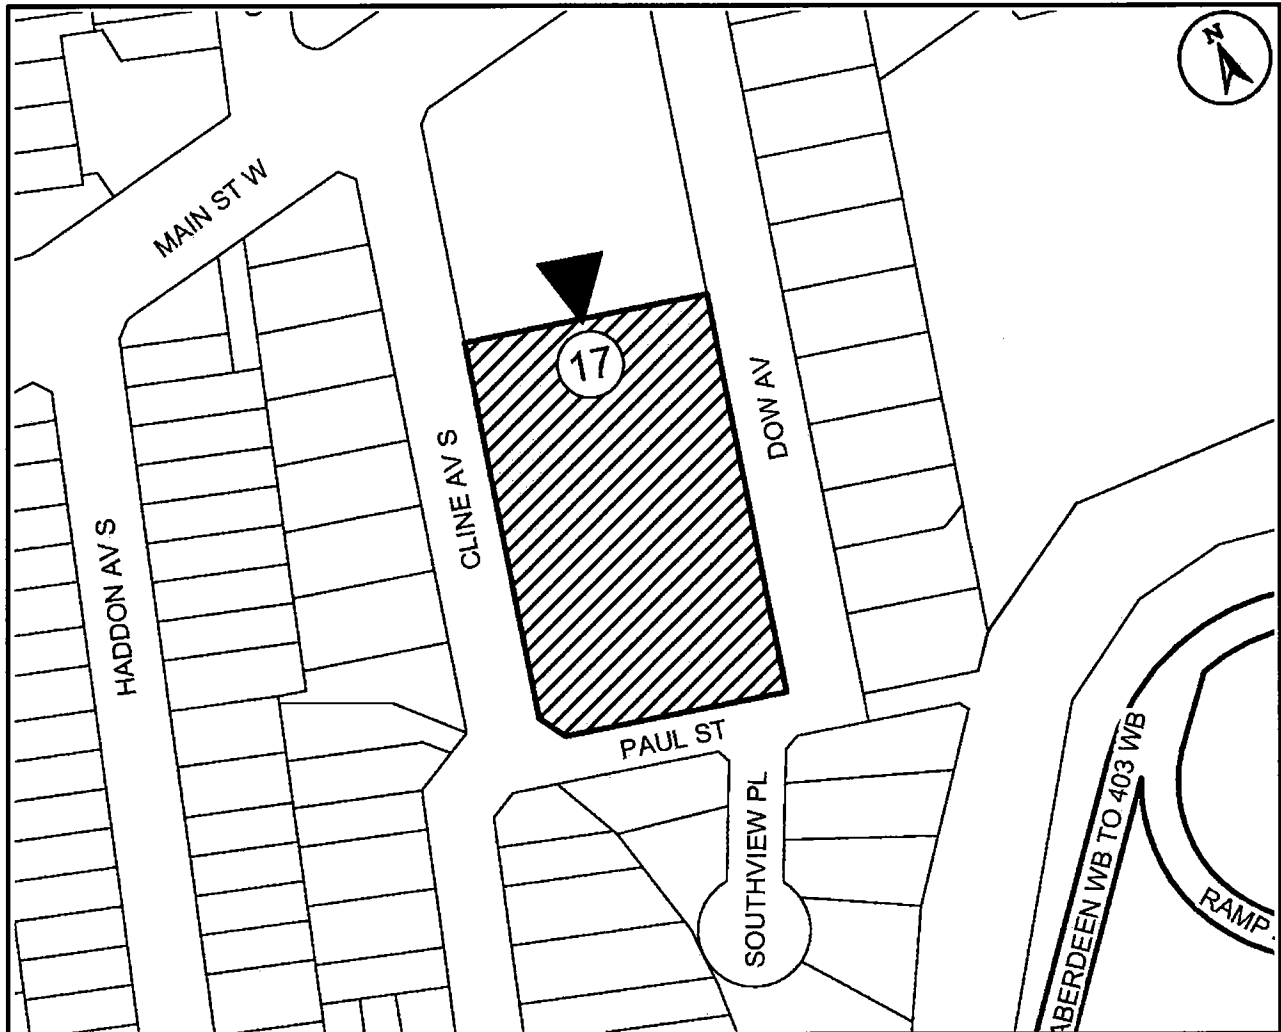 N
MAIN ST W
17
DOW AV
CLINE AV S
HADDON AV S
PAUL ST
SOUTHVIEW PL
ABERDEEN WB TO 403 WB
RAMP